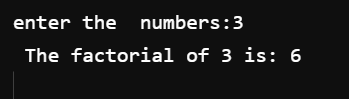 enter the  numbers:3
 The factorial of 3 is: 6